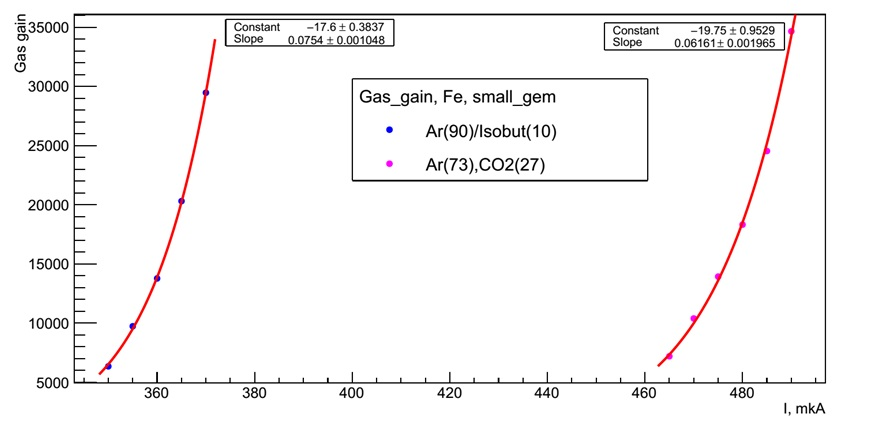 Gas gain
35000
30000
25000
20000
15000
10000
5000
Constant −17.6 ± 0.3837
Slope 0.0754 ± 0.001048
Constant −19.75 ± 0.9529
Slope 0.06161 ± 0.001965
Gas_gain, Fe, small_gem
Ar(90)/Isobut(10)
Ar(73),CO2(27)
360 380 400 420 440 460 480
I, mkA